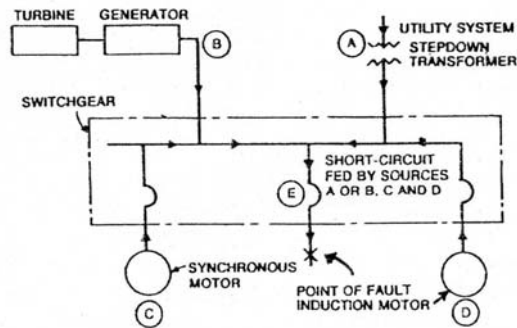 TURBINE
GENERATOR
B
A
UTILITY SYSTEM
STEPDOWN
TRANSFORMER
SWITCHGEAR
SHORT-CIRCUIT
FED BY SOURCES
A OR B, C AND D
E
SYNCHRONOUS
MOTOR
C
POINT OF FAULT
INDUCTION MOTOR
D